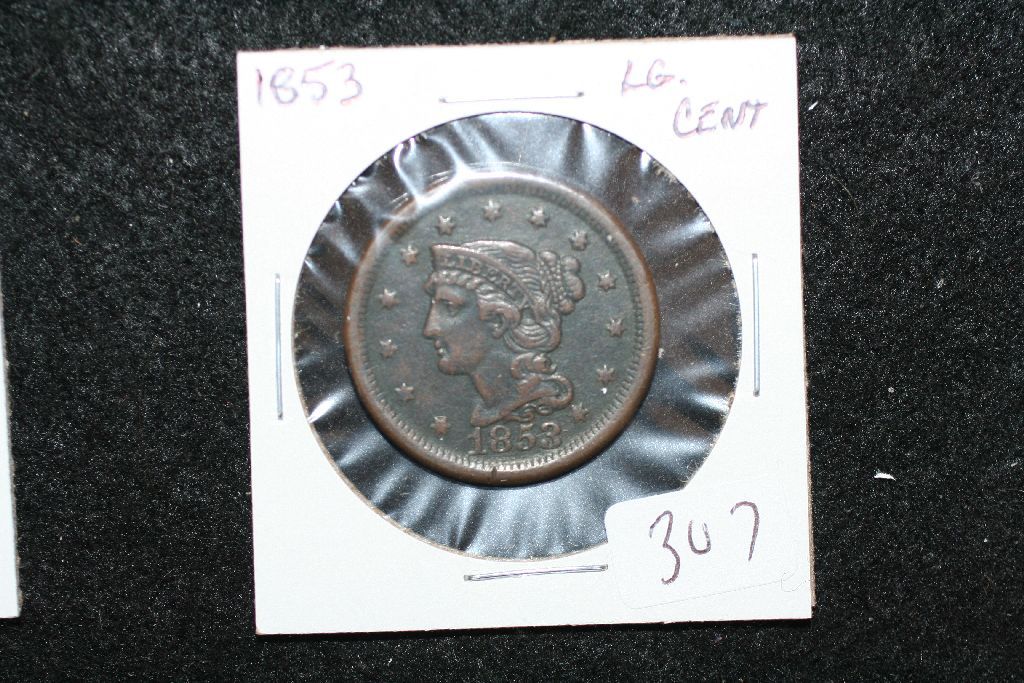 1853
LG.
CENT
LIBERTY
1853
307